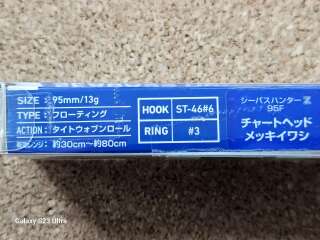 SIZE: 95mm/13g
TYPE: フローティング
ACTION: タイトウォブンロール
約30cm～約80cm
HOOK ST-46#6
RING #3
シーバスハンターZ
95F
チャートヘッド
メッキイワシ
Galaxy S23 Ultra